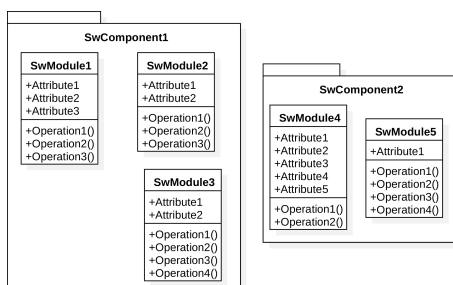 SwComponent1
SwModule1
+Attribute1
+Attribute2
+Attribute3
+Operation1()
+Operation2()
+Operation3()
SwModule2
+Attribute1
+Attribute2
+Operation1()
+Operation2()
+Operation3()
SwModule3
+Attribute1
+Attribute2
+Operation1()
+Operation2()
+Operation3()
+Operation4()
SwComponent2
SwModule4
+Attribute1
+Attribute2
+Attribute3
+Attribute4
+Attribute5
+Operation1()
+Operation2()
SwModule5
+Attribute1
+Operation1()
+Operation2()
+Operation3()
+Operation4()